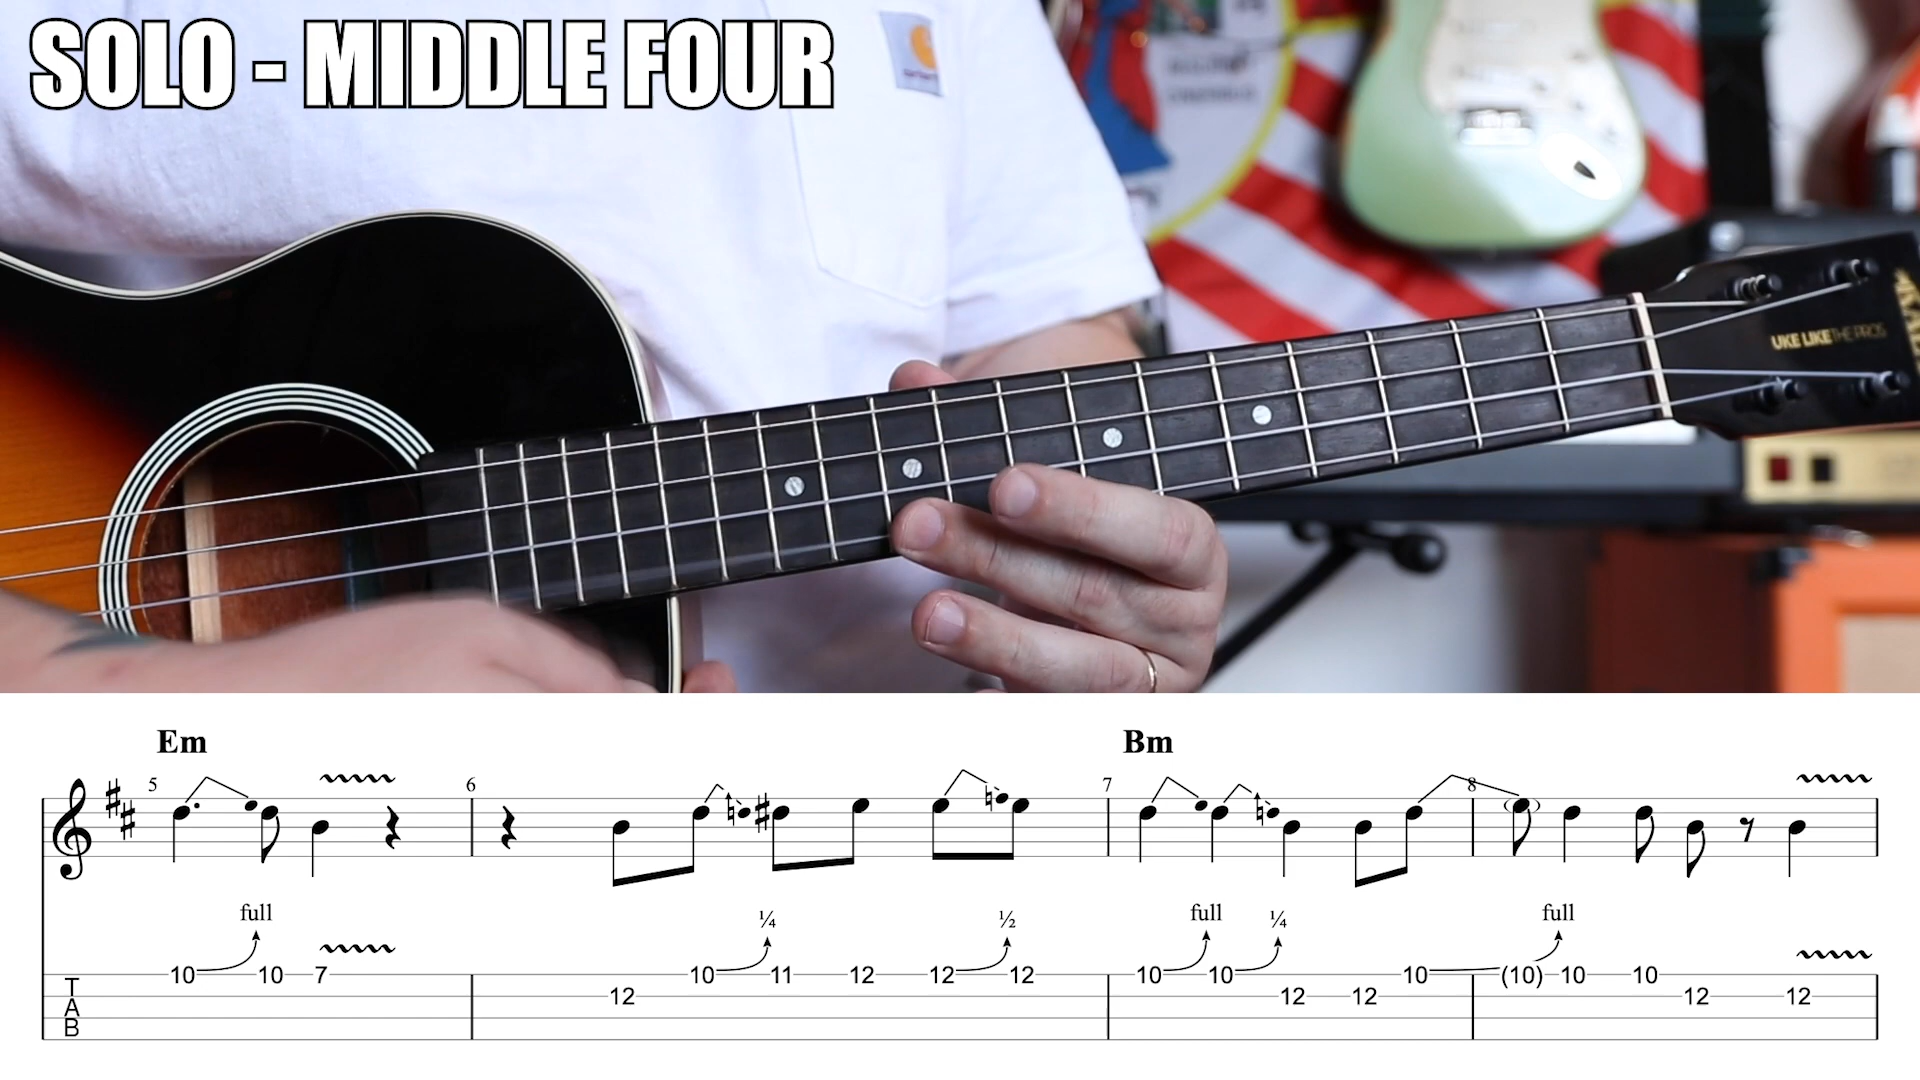 SOLO - MIDDLE FOUR
UKE LIKE THE PROS
Em
Bm
5
6
7
8
full
¼
½
full
¼
full
10 10 7
10 11 12 12 12
12
10 10 10 (10) 10 10
12 12 12 12
T
A
B